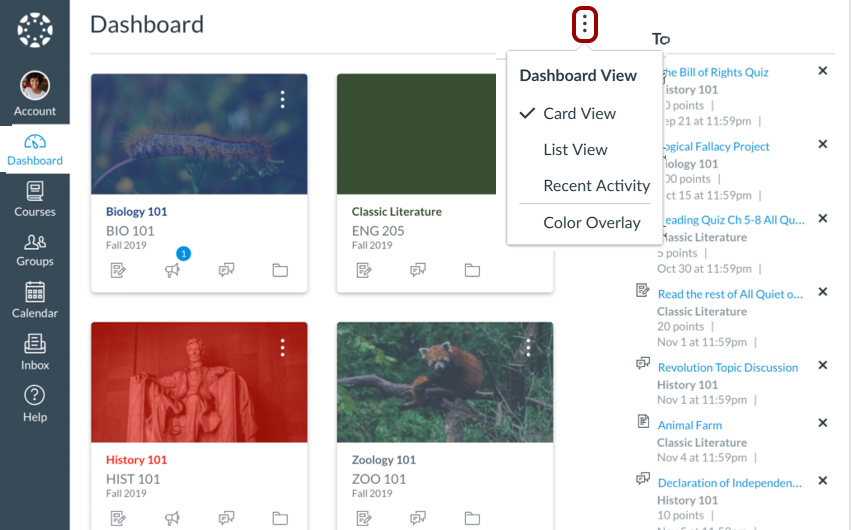 Dashboard
Account
Dashboard
Courses
Groups
Calendar
Inbox
Help
Biology 101
BIO 101
Fall 2019
1
Classic Literature
ENG 205
Fall 2019
History 101
HIST 101
Fall 2019
Zoology 101
ZOO 101
Fall 2019
Dashboard View
Card View
List View
Recent Activity
Color Overlay
To
he Bill of Rights Quiz
istory 101
0 points |
ep 21 at 11:59pm |
ogical Fallacy Project
iology 101
00 points |
ct 15 at 11:59pm |
eading Quiz Ch 5-8 All Qu...
lassic Literature
5 points |
Oct 30 at 11:59pm |
Read the rest of All Quiet o...
Classic Literature
20 points |
Nov 1 at 11:59pm |
Revolution Topic Discussion
History 101
Nov 1 at 11:59pm |
Animal Farm
Classic Literature
Nov 4 at 11:59pm |
Declaration of Independen...
History 101
10 points |